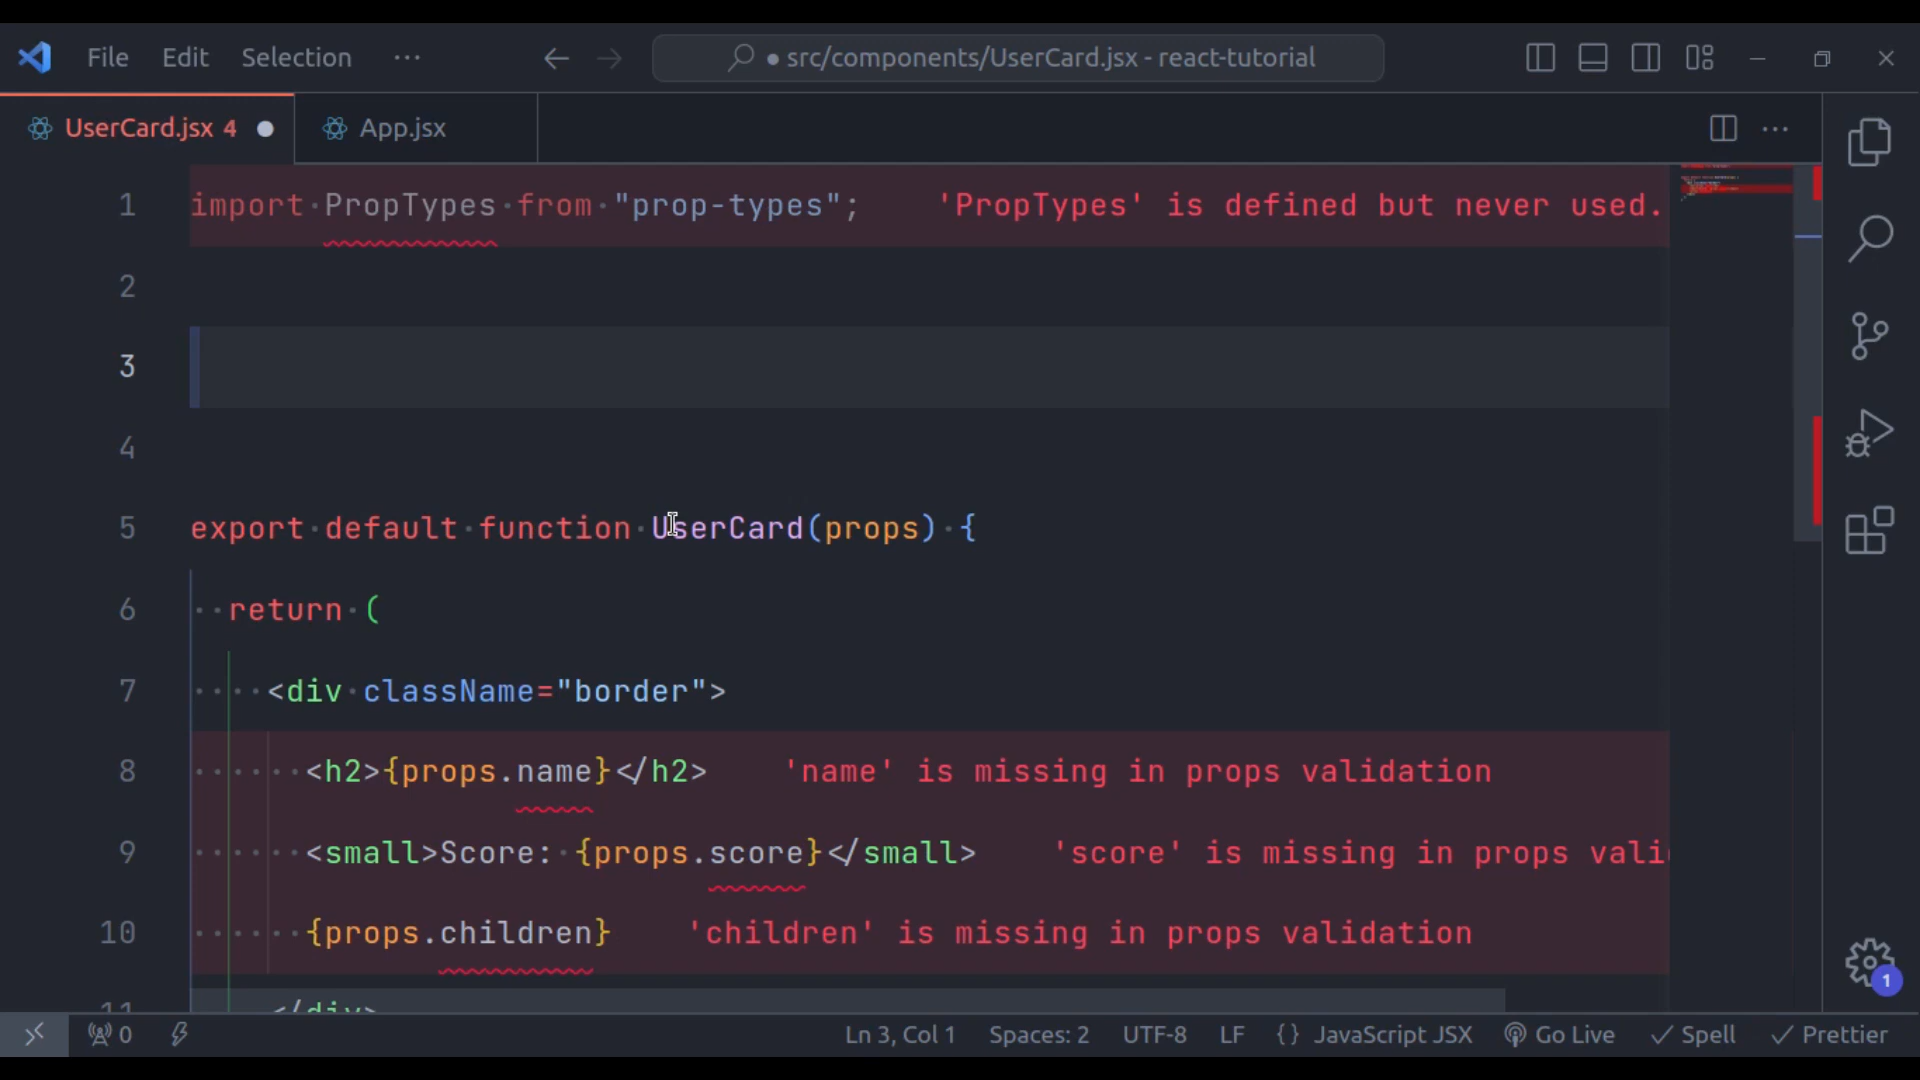 File Edit Selection ···
● src/components/UserCard.jsx - react-tutorial
UserCard.jsx 4 ● App.jsx
1 import PropTypes from "prop-types"; 'PropTypes' is defined but never used.
2
3
4
5 export default function UserCard(props) {
6 return (
7 <div className="border">
8 <h2>{props.name}</h2> 'name' is missing in props validation
9 <small>Score: {props.score}</small> 'score' is missing in props vali
10 {props.children} 'children' is missing in props validation
11 </div>
1
0 Ln 3, Col 1 Spaces: 2 UTF-8 LF {} JavaScript JSX Go Live ✓ Spell ✓ Prettier